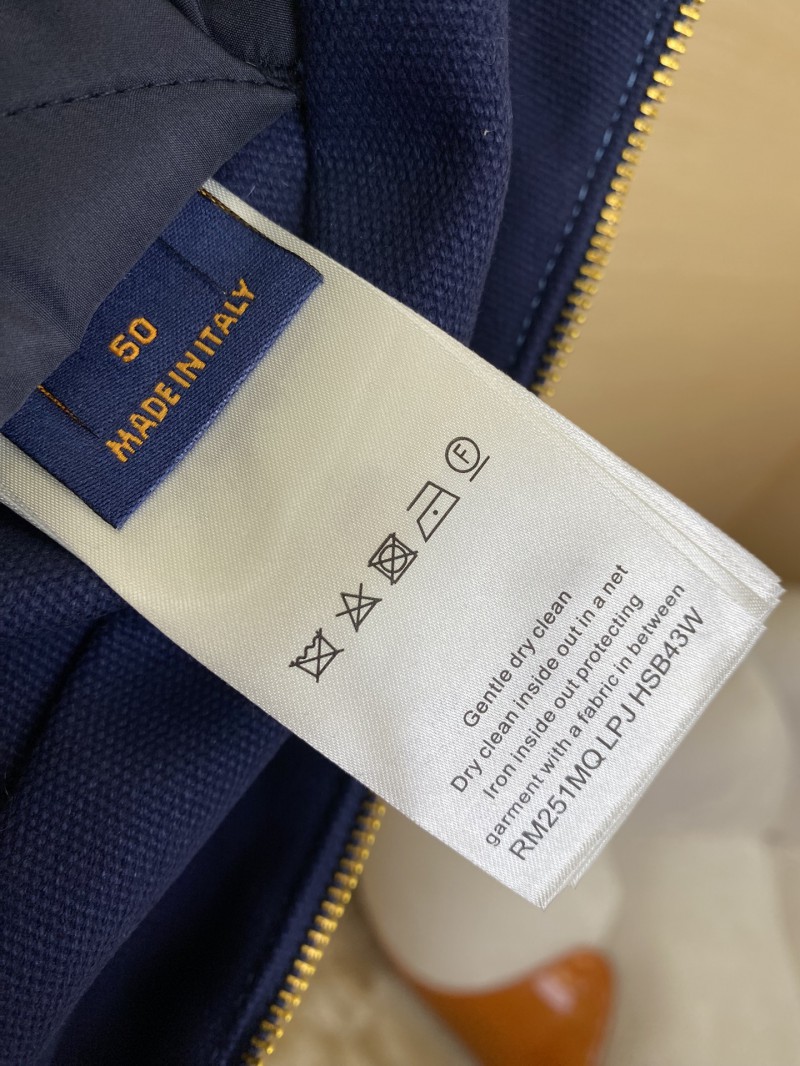 50
MADE IN ITALY
F
Gentle dry clean
Dry clean inside out in a net
Iron inside out protecting
garment with a fabric in between
RM251MQ LPJ HSB43W